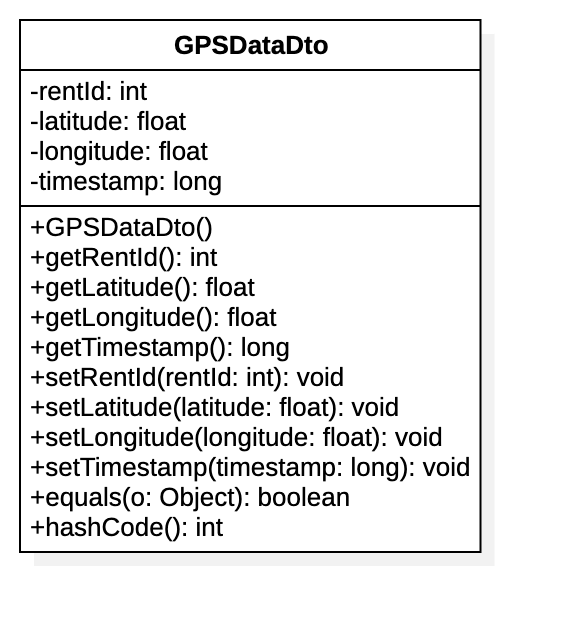 GPSDataDto
-rentId: int
-latitude: float
-longitude: float
-timestamp: long
+GPSDataDto()
+getRentId(): int
+getLatitude(): float
+getLongitude(): float
+getTimestamp(): long
+setRentId(rentId: int): void
+setLatitude(latitude: float): void
+setLongitude(longitude: float): void
+setTimestamp(timestamp: long): void
+equals(o: Object): boolean
+hashCode(): int